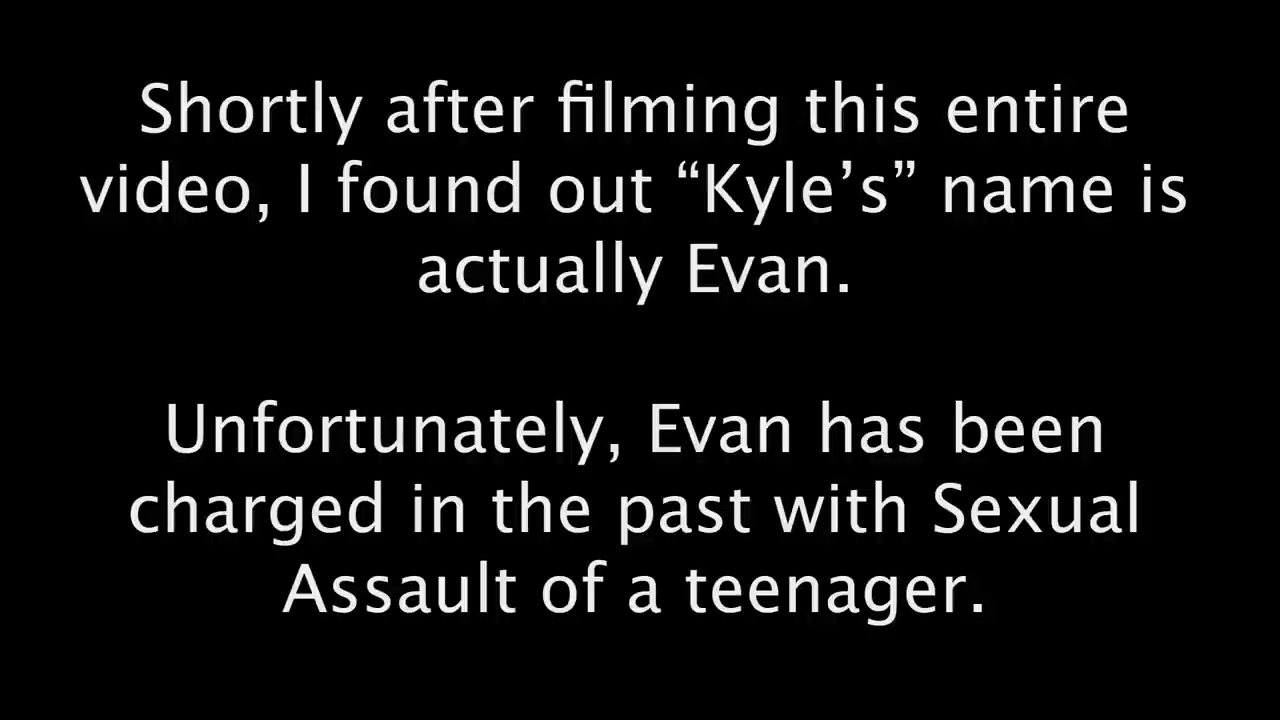 Shortly after filming this entire
video, I found out “Kyle’s” name is
actually Evan.
Unfortunately, Evan has been
charged in the past with Sexual
Assault of a teenager.